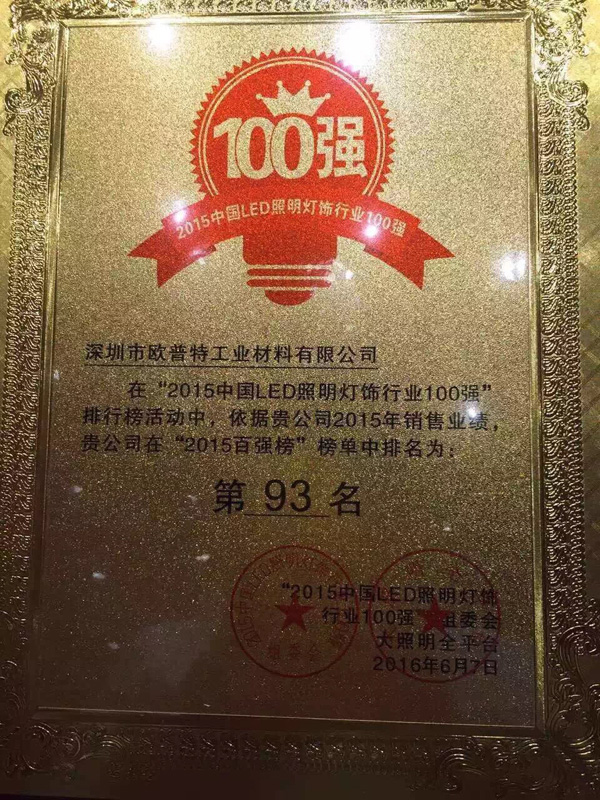 100强
2015中国LED照明灯饰行业100强
深圳市欧普特工业材料有限公司
在“2015中国LED照明灯饰行业100强”
排行榜活动中，依据贵公司2015年销售业绩，
贵公司在“2015百强榜”榜单中排名为：
第 93 名
“2015中国LED照明灯饰
行业100强”组委会
大照明全平台
2016年6月7日
组委会